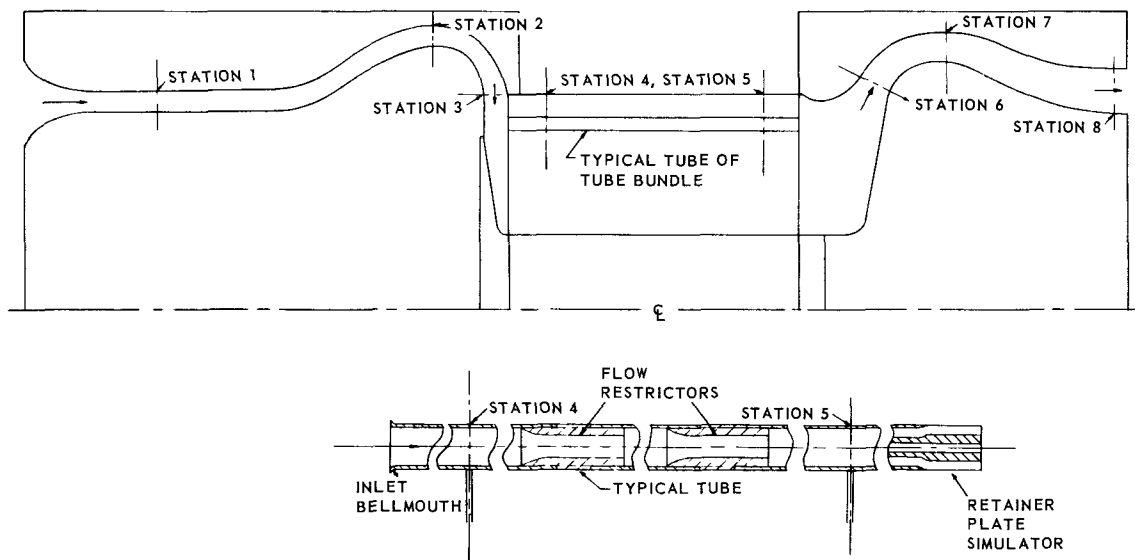 STATION 1
STATION 2
STATION 3
STATION 4, STATION 5
STATION 7
STATION 6
STATION 8
TYPICAL TUBE OF
TUBE BUNDLE
℄
FLOW
RESTRICTORS
STATION 4
STATION 5
INLET
BELLMOUTH
TYPICAL TUBE
RETAINER
PLATE
SIMULATOR